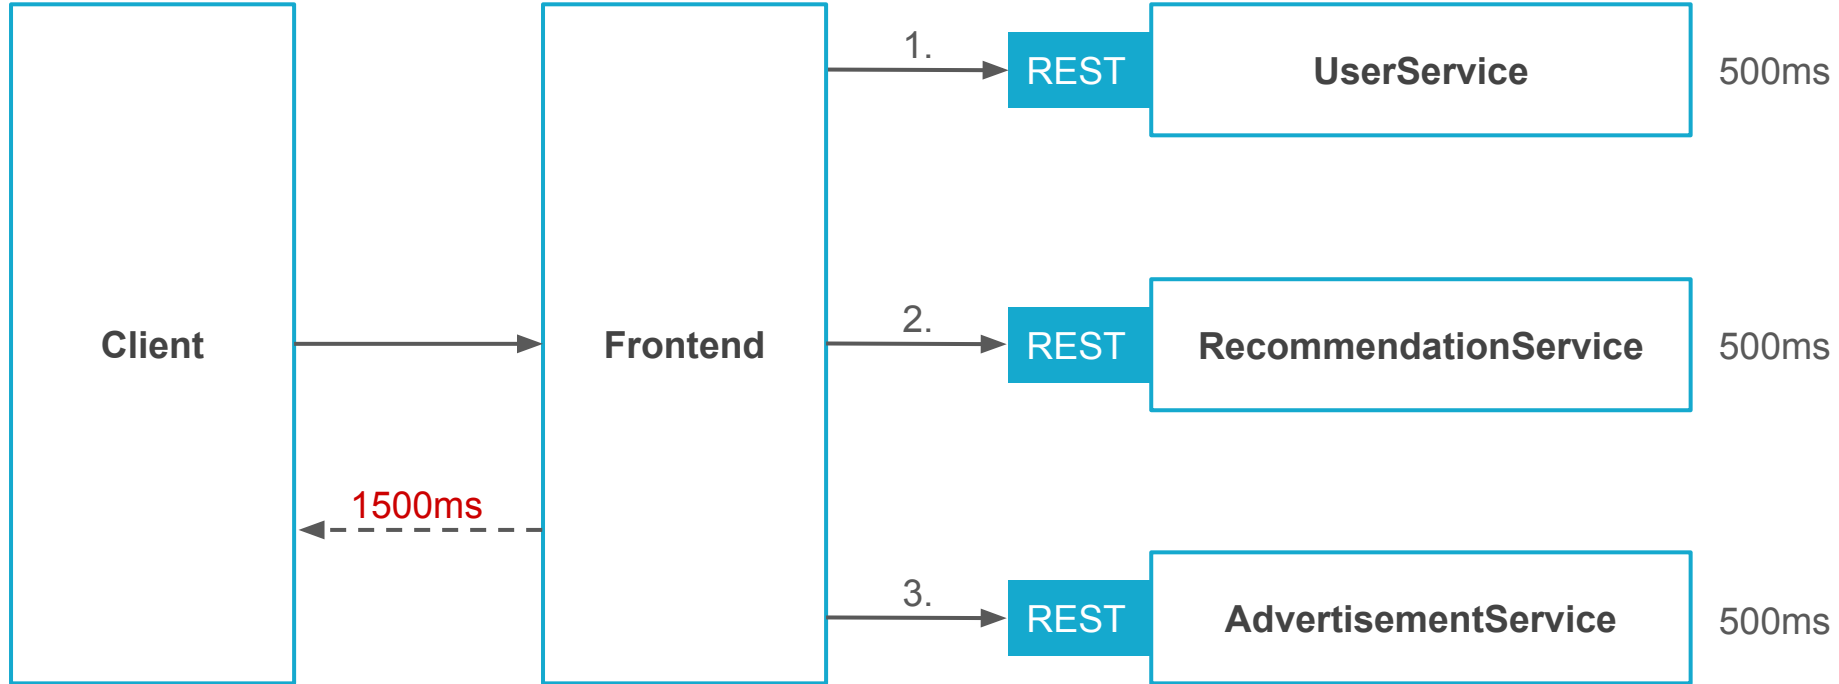 1.
REST
UserService
500ms
Client
Frontend
2.
REST
RecommendationService
500ms
1500ms
3.
REST
AdvertisementService
500ms